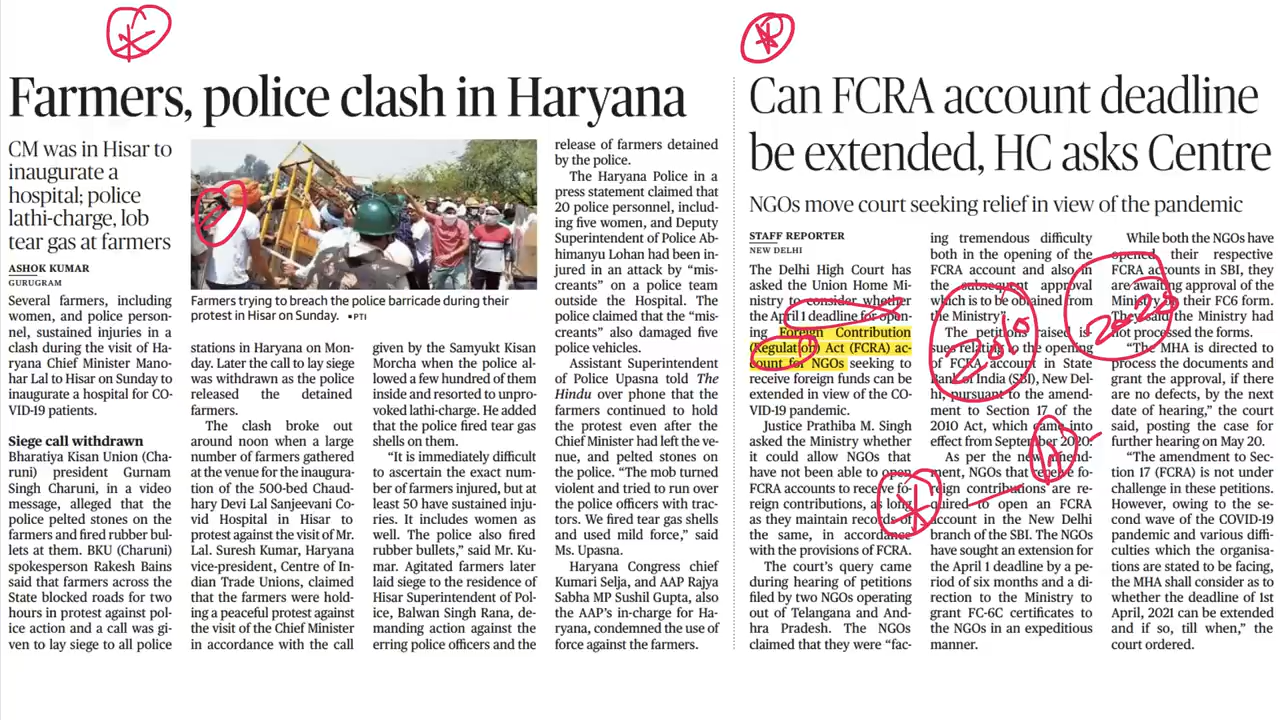 Farmers, police clash in Haryana
CM was in Hisar to
inaugurate a
hospital; police
lathi-charge, lob
tear gas at farmers
ASHOK KUMAR
GURUGRAM
Several farmers, including
women, and police person-
nel, sustained injuries in a
clash during the visit of Ha-
ryana Chief Minister Mano-
har Lal to Hisar on Sunday to
inaugurate a hospital for CO-
VID-19 patients.
Siege call withdrawn
Bharatiya Kisan Union (Cha-
runi) president Gurnam
Singh Charuni, in a video
message, alleged that the
police pelted stones on the
farmers and fired rubber bul-
lets at them. BKU (Charuni)
spokesperson Rakesh Bains
said that farmers across the
State blocked roads for two
hours in protest against pol-
ice action and a call was gi-
ven to lay siege to all police
Farmers trying to breach the police barricade during their
protest in Hisar on Sunday. ▪PTI
stations in Haryana on Mon-
day. Later the call to lay siege
was withdrawn as the police
released the detained
farmers.
The clash broke out
around noon when a large
number of farmers gathered
at the venue for the inaugura-
tion of the 500-bed Chaud-
hary Devi Lal Sanjeevani Co-
vid Hospital in Hisar to
protest against the visit of Mr.
Lal. Suresh Kumar, Haryana
vice-president, Centre of In-
dian Trade Unions, claimed
that the farmers were hold-
ing a peaceful protest against
the visit of the Chief Minister
in accordance with the call
given by the Sanyukt Kisan
Morcha when the police al-
lowed a few hundred of them
inside and resorted to unpro-
voked lathi-charge. He added
that the police fired tear gas
shells on them.
"It is immediately difficult
to ascertain the exact num-
ber of farmers injured, but at
least 50 have sustained inju-
ries. It includes women as
well. The police also fired
rubber bullets," said Mr. Ku-
mar. Agitated farmers later
laid siege to the residence of
Hisar Superintendent of Pol-
ice, Balwan Singh Rana, de-
manding action against the
erring police officers and the
release of farmers detained
by the police.
The Haryana Police in a
press statement claimed that
20 police personnel, includ-
ing five women, and Deputy
Superintendent of Police Ab-
himanyu Lohan had been in-
jured in an attack by "mis-
creants" on a police team
outside the Hospital. The
police claimed that the "mis-
creants" also damaged five
police vehicles.
Assistant Superintendent
of Police Upasna told The
Hindu over phone that the
farmers continued to hold
the protest even after the
Chief Minister had left the ve-
nue, and pelted stones on
the police. "The mob turned
violent and tried to run over
the police officers with trac-
tors. We fired tear gas shells
and used mild force," said
Ms. Upasna.
Haryana Congress chief
Kumari Selja, and AAP Rajya
Sabha MP Sushil Gupta, also
the AAP's in-charge for Ha-
ryana, condemned the use of
force against the farmers.
Can FCRA account deadline
be extended, HC asks Centre
NGOs move court seeking relief in view of the pandemic
STAFF REPORTER
NEW DELHI
The Delhi High Court has
asked the Union Home Mi-
nistry to consider whether
the April 1 deadline for open-
ing Foreign Contribution
(Regulation) Act (FCRA) ac-
count for NGOs seeking to
receive foreign funds can be
extended in view of the CO-
VID-19 pandemic.
Justice Prathiba M. Singh
asked the Ministry whether
it could allow NGOs that
have not been able to open
FCRA accounts to receive fo-
reign contributions, as long
as they maintain records of
the same, in accordance
with the provisions of FCRA.
The court's query came
during hearing of petitions
filed by two NGOs operating
out of Telangana and And-
hra Pradesh. The NGOs
claimed that they were "fac-
ing tremendous difficulty
both in the opening of the
FCRA account and also in
the subsequent approval
which is to be obtained from
the Ministry".
The petitions raised is-
sues relating to the opening
of FCRA account in State
Bank of India (SBI), New Del-
hi, pursuant to the amend-
ment to Section 17 of the
2010 Act, which came into
effect from September 2020.
As per the new amend-
ment, NGOs that receive fo-
reign contributions are re-
quired to open an FCRA
account in the New Delhi
branch of the SBI. The NGOs
have sought an extension for
the April 1 deadline by a pe-
riod of six months and a di-
rection to the Ministry to
grant FC-6C certificates to
the NGOs in an expeditious
manner.
While both the NGOs have
opened their respective
FCRA accounts in SBI, they
are awaiting approval of the
Ministry in their FC6 form.
They said the Ministry had
not processed the forms.
"The MHA is directed to
process the documents and
grant the approval, if there
are no defects, by the next
date of hearing," the court
said, posting the case for
further hearing on May 20.
"The amendment to Sec-
tion 17 (FCRA) is not under
challenge in these petitions.
However, owing to the se-
cond wave of the COVID-19
pandemic and various diffi-
culties which the organisa-
tions are stated to be facing,
the MHA shall consider as to
whether the deadline of 1st
April, 2021 can be extended
and if so, till when," the
court ordered.
2010
2020
17